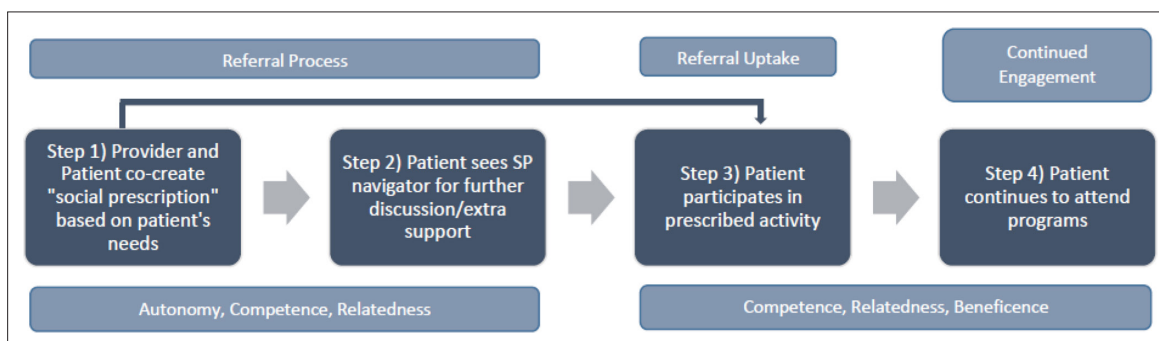 Referral Process
Referral Uptake
Continued
Engagement
Step 1) Provider and
Patient co-create
"social prescription"
based on patient's
needs
Step 2) Patient sees SP
navigator for further
discussion/extra
support
Step 3) Patient
participates in
prescribed activity
Step 4) Patient
continues to attend
programs
Autonomy, Competence, Relatedness
Competence, Relatedness, Beneficence